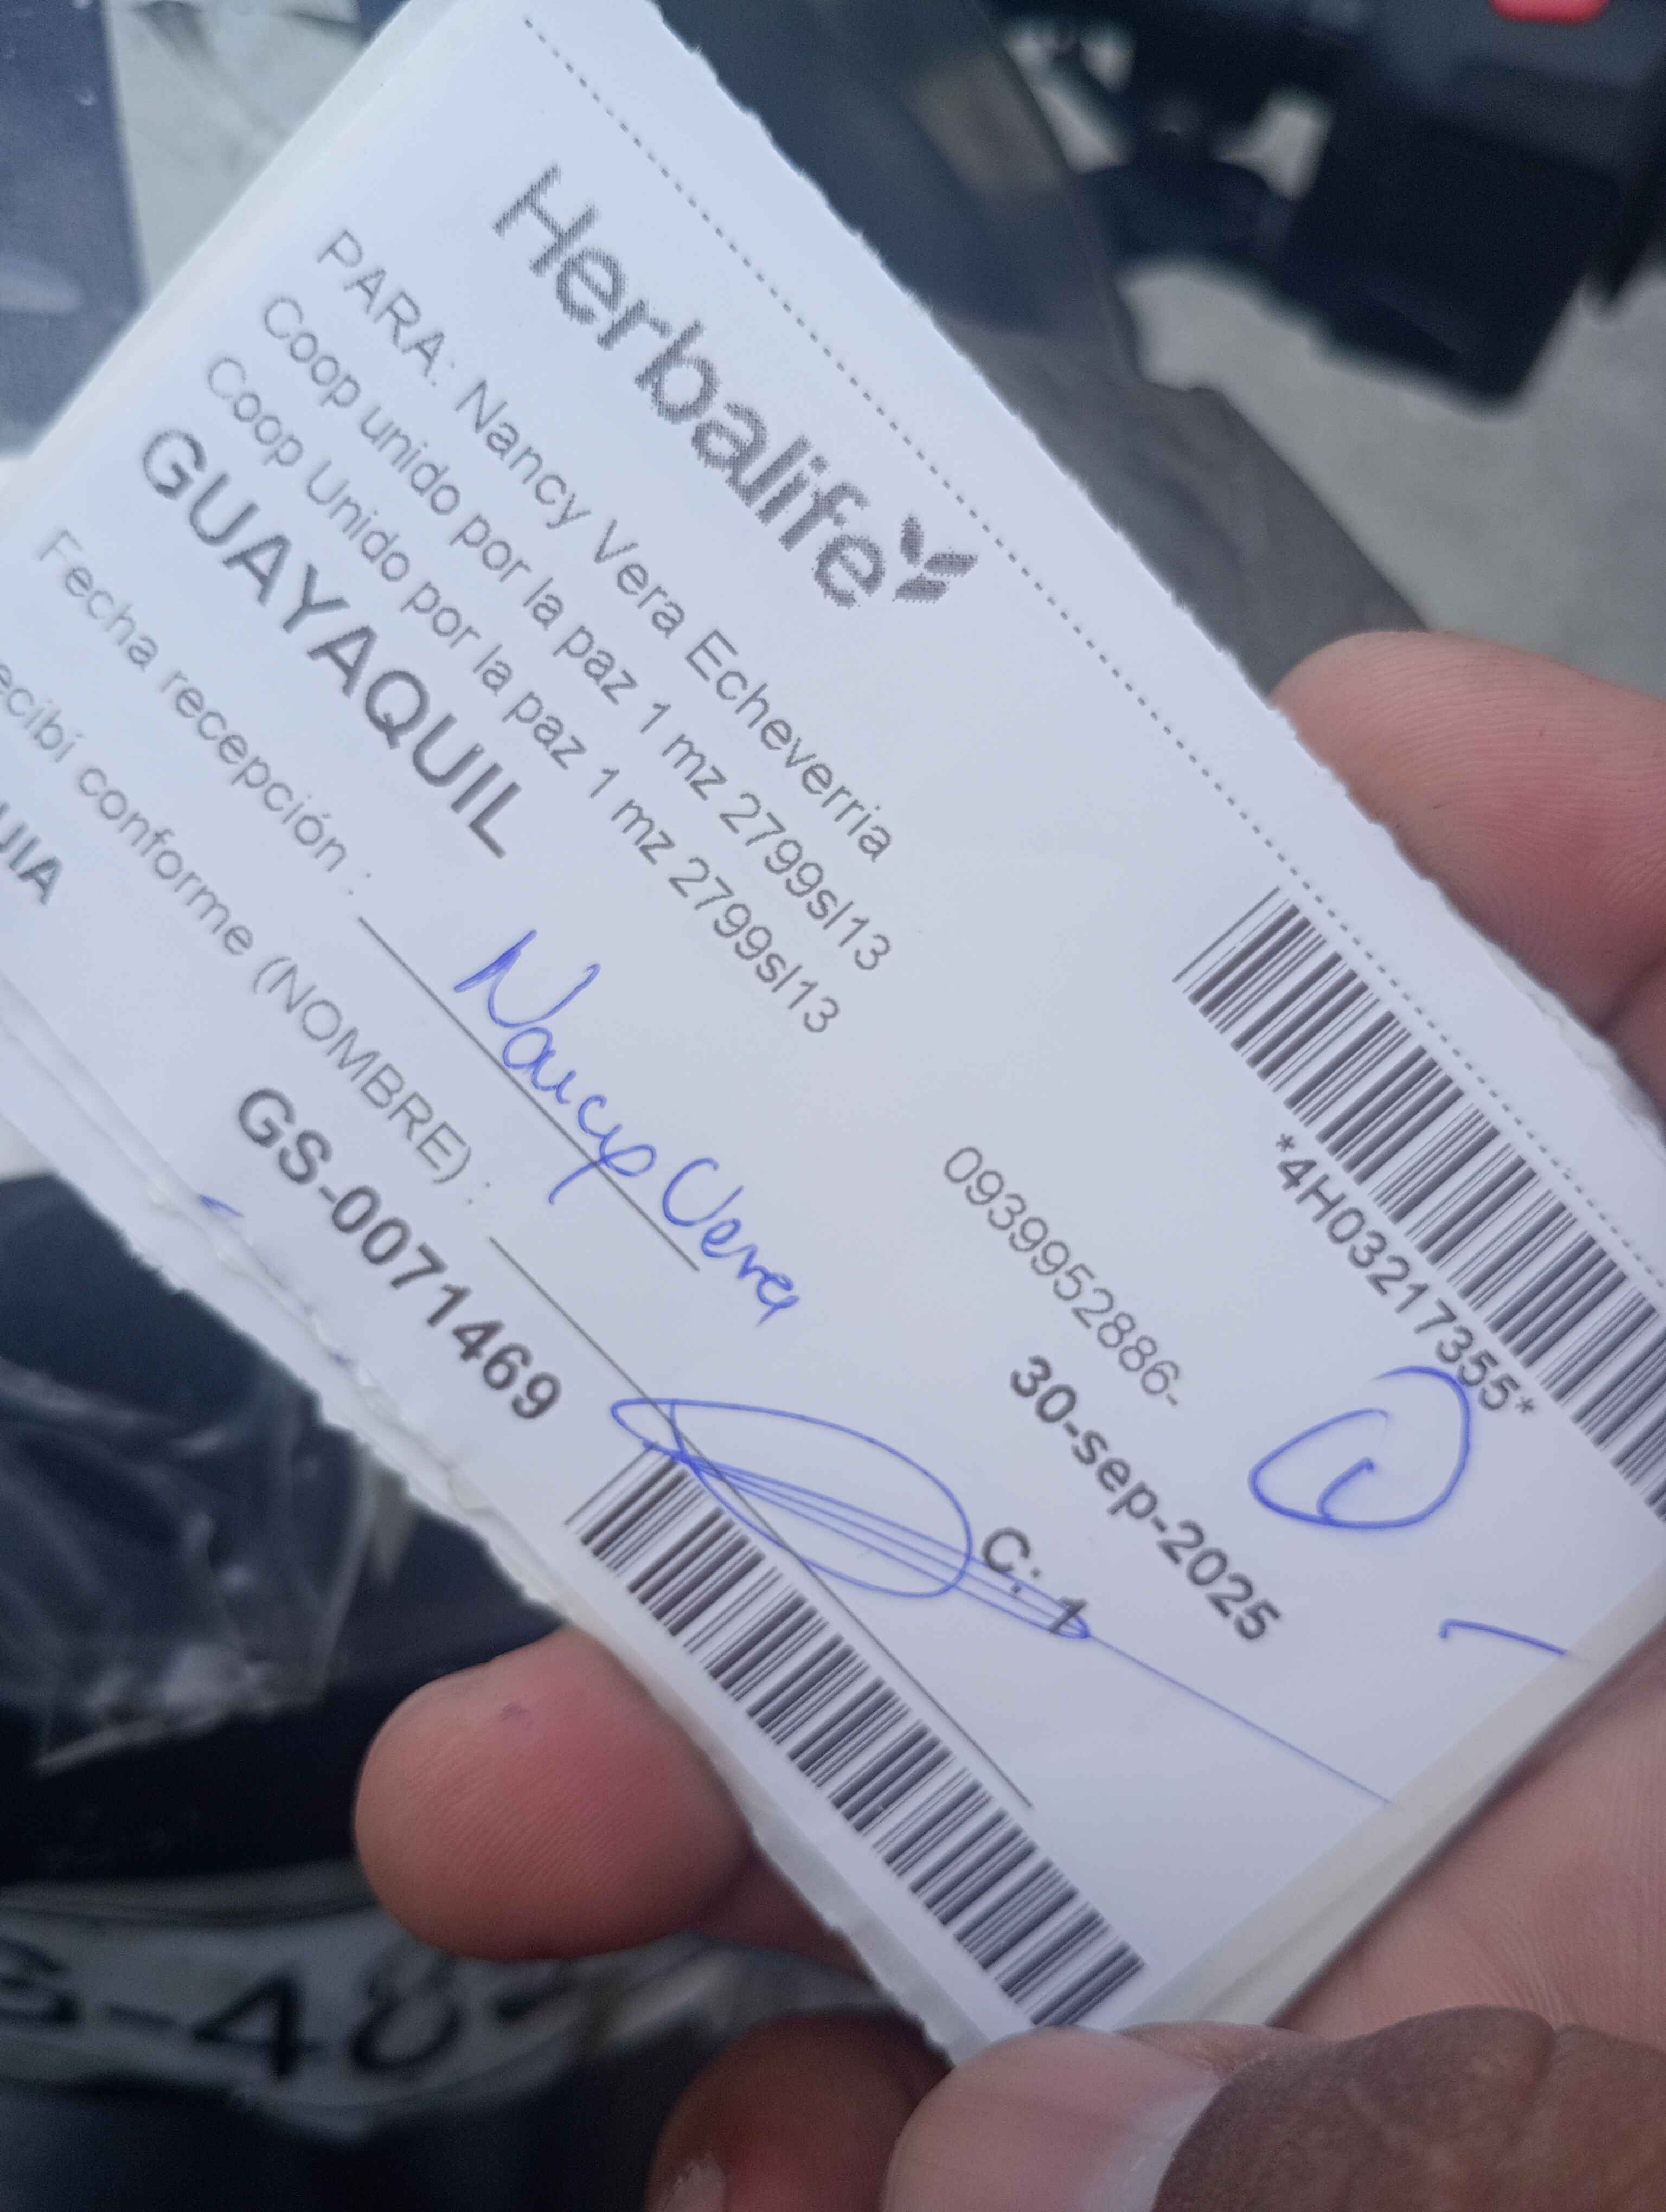 Herbalife
*4H03217355*
PARA: Nancy Vera Echeverria
Coop unido por la paz 1 mz 2799sl13
Coop Unido por la paz 1 mz 2799sl13
0939952886-
GUAYAQUIL
30-sep-2025
Fecha recepción : Nancy Vera
C: 1
ecibí conforme (NOMBRE) :
UIA
GS-0071469